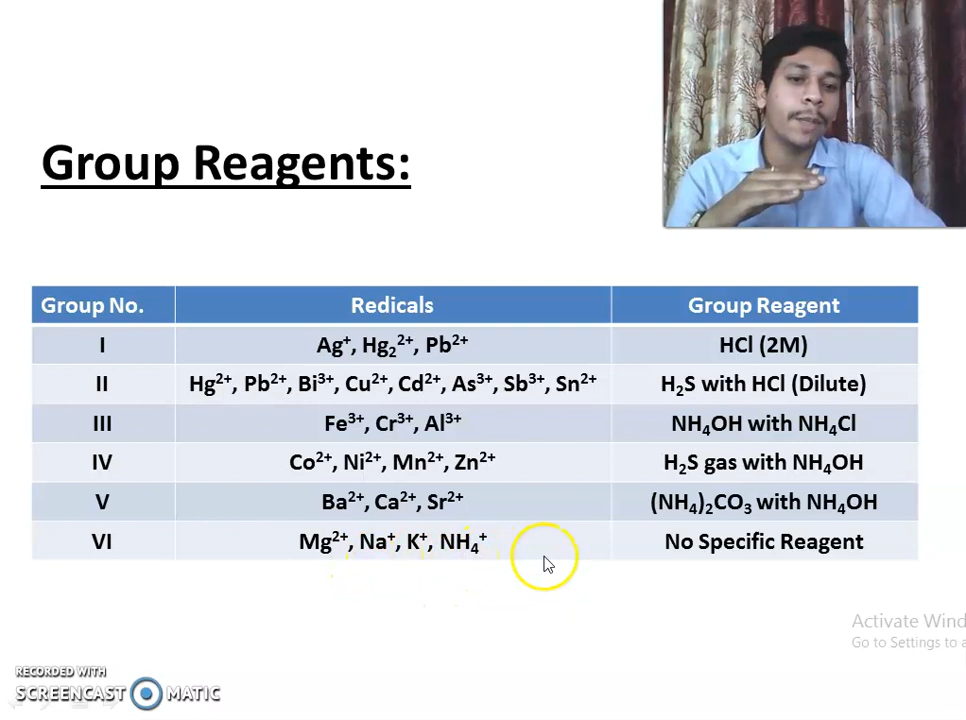 Group Reagents:
Group No. Redicals Group Reagent
I Ag⁺, Hg₂²⁺, Pb²⁺ HCl (2M)
II Hg²⁺, Pb²⁺, Bi³⁺, Cu²⁺, Cd²⁺, As³⁺, Sb³⁺, Sn²⁺ H₂S with HCl (Dilute)
III Fe³⁺, Cr³⁺, Al³⁺ NH₄OH with NH₄Cl
IV Co²⁺, Ni²⁺, Mn²⁺, Zn²⁺ H₂S gas with NH₄OH
V Ba²⁺, Ca²⁺, Sr²⁺ (NH₄)₂CO₃ with NH₄OH
VI Mg²⁺, Na⁺, K⁺, NH₄⁺ No Specific Reagent
Activate Wind
Go to Settings to a
RECORDED WITH
SCREENCAST MATIC